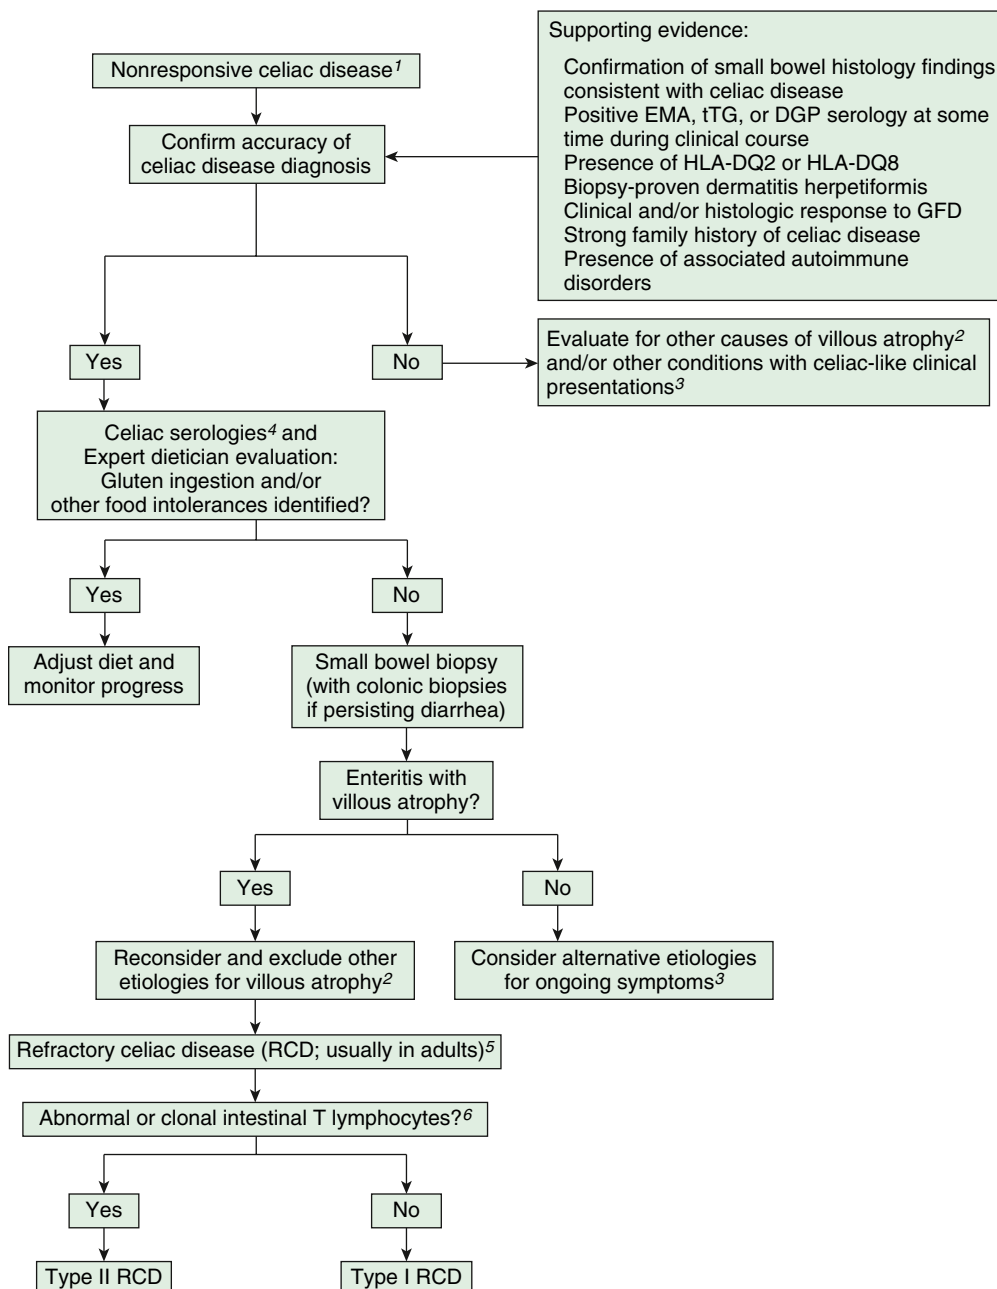 Nonresponsive celiac disease1
Confirm accuracy of
celiac disease diagnosis
Supporting evidence:
Confirmation of small bowel histology findings
consistent with celiac disease
Positive EMA, tTG, or DGP serology at some
time during clinical course
Presence of HLA-DQ2 or HLA-DQ8
Biopsy-proven dermatitis herpetiformis
Clinical and/or histologic response to GFD
Strong family history of celiac disease
Presence of associated autoimmune
disorders
Yes
No
Evaluate for other causes of villous atrophy2
and/or other conditions with celiac-like clinical
presentations3
Celiac serologies4 and
Expert dietician evaluation:
Gluten ingestion and/or
other food intolerances identified?
Yes
No
Adjust diet and
monitor progress
Small bowel biopsy
(with colonic biopsies
if persisting diarrhea)
Enteritis with
villous atrophy?
Yes
No
Reconsider and exclude other
etiologies for villous atrophy2
Consider alternative etiologies
for ongoing symptoms3
Refractory celiac disease (RCD; usually in adults)5
Abnormal or clonal intestinal T lymphocytes?6
Yes
No
Type II RCD
Type I RCD